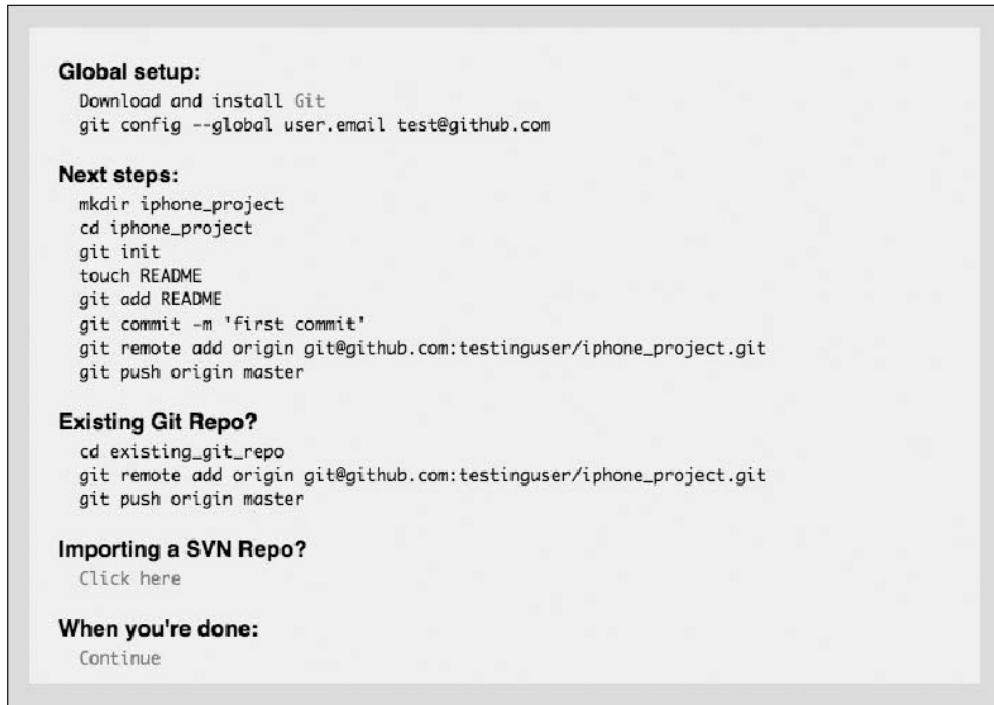 Global setup:
Download and install Git
git config --global user.email test@github.com
Next steps:
mkdir iphone_project
cd iphone_project
git init
touch README
git add README
git commit -m 'first commit'
git remote add origin git@github.com:testinguser/iphone_project.git
git push origin master
Existing Git Repo?
cd existing_git_repo
git remote add origin git@github.com:testinguser/iphone_project.git
git push origin master
Importing a SVN Repo?
Click here
When you're done:
Continue